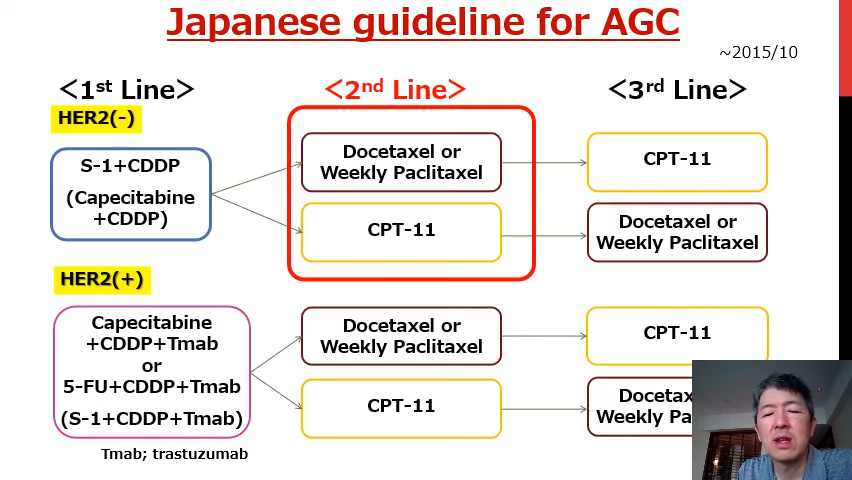 Japanese guideline for AGC
~2015/10
<1st Line>
<2nd Line>
<3rd Line>
HER2(-)
S-1+CDDP
(Capecitabine
+CDDP)
Docetaxel or
Weekly Paclitaxel
CPT-11
CPT-11
Docetaxel or
Weekly Paclitaxel
HER2(+)
Capecitabine
+CDDP+Tmab
or
5-FU+CDDP+Tmab
(S-1+CDDP+Tmab)
Docetaxel or
Weekly Paclitaxel
CPT-11
CPT-11
Weekly
Tmab; trastuzumab